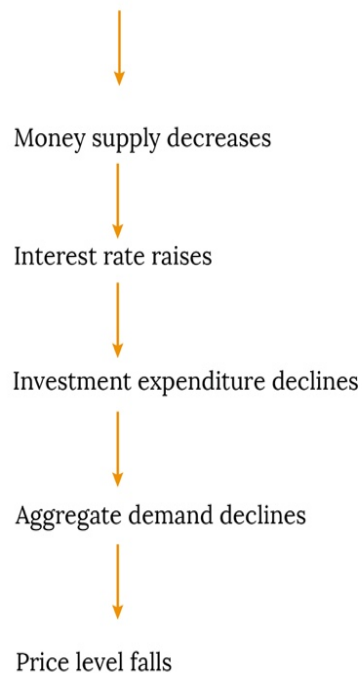 Money supply decreases
Interest rate raises
Investment expenditure declines
Aggregate demand declines
Price level falls